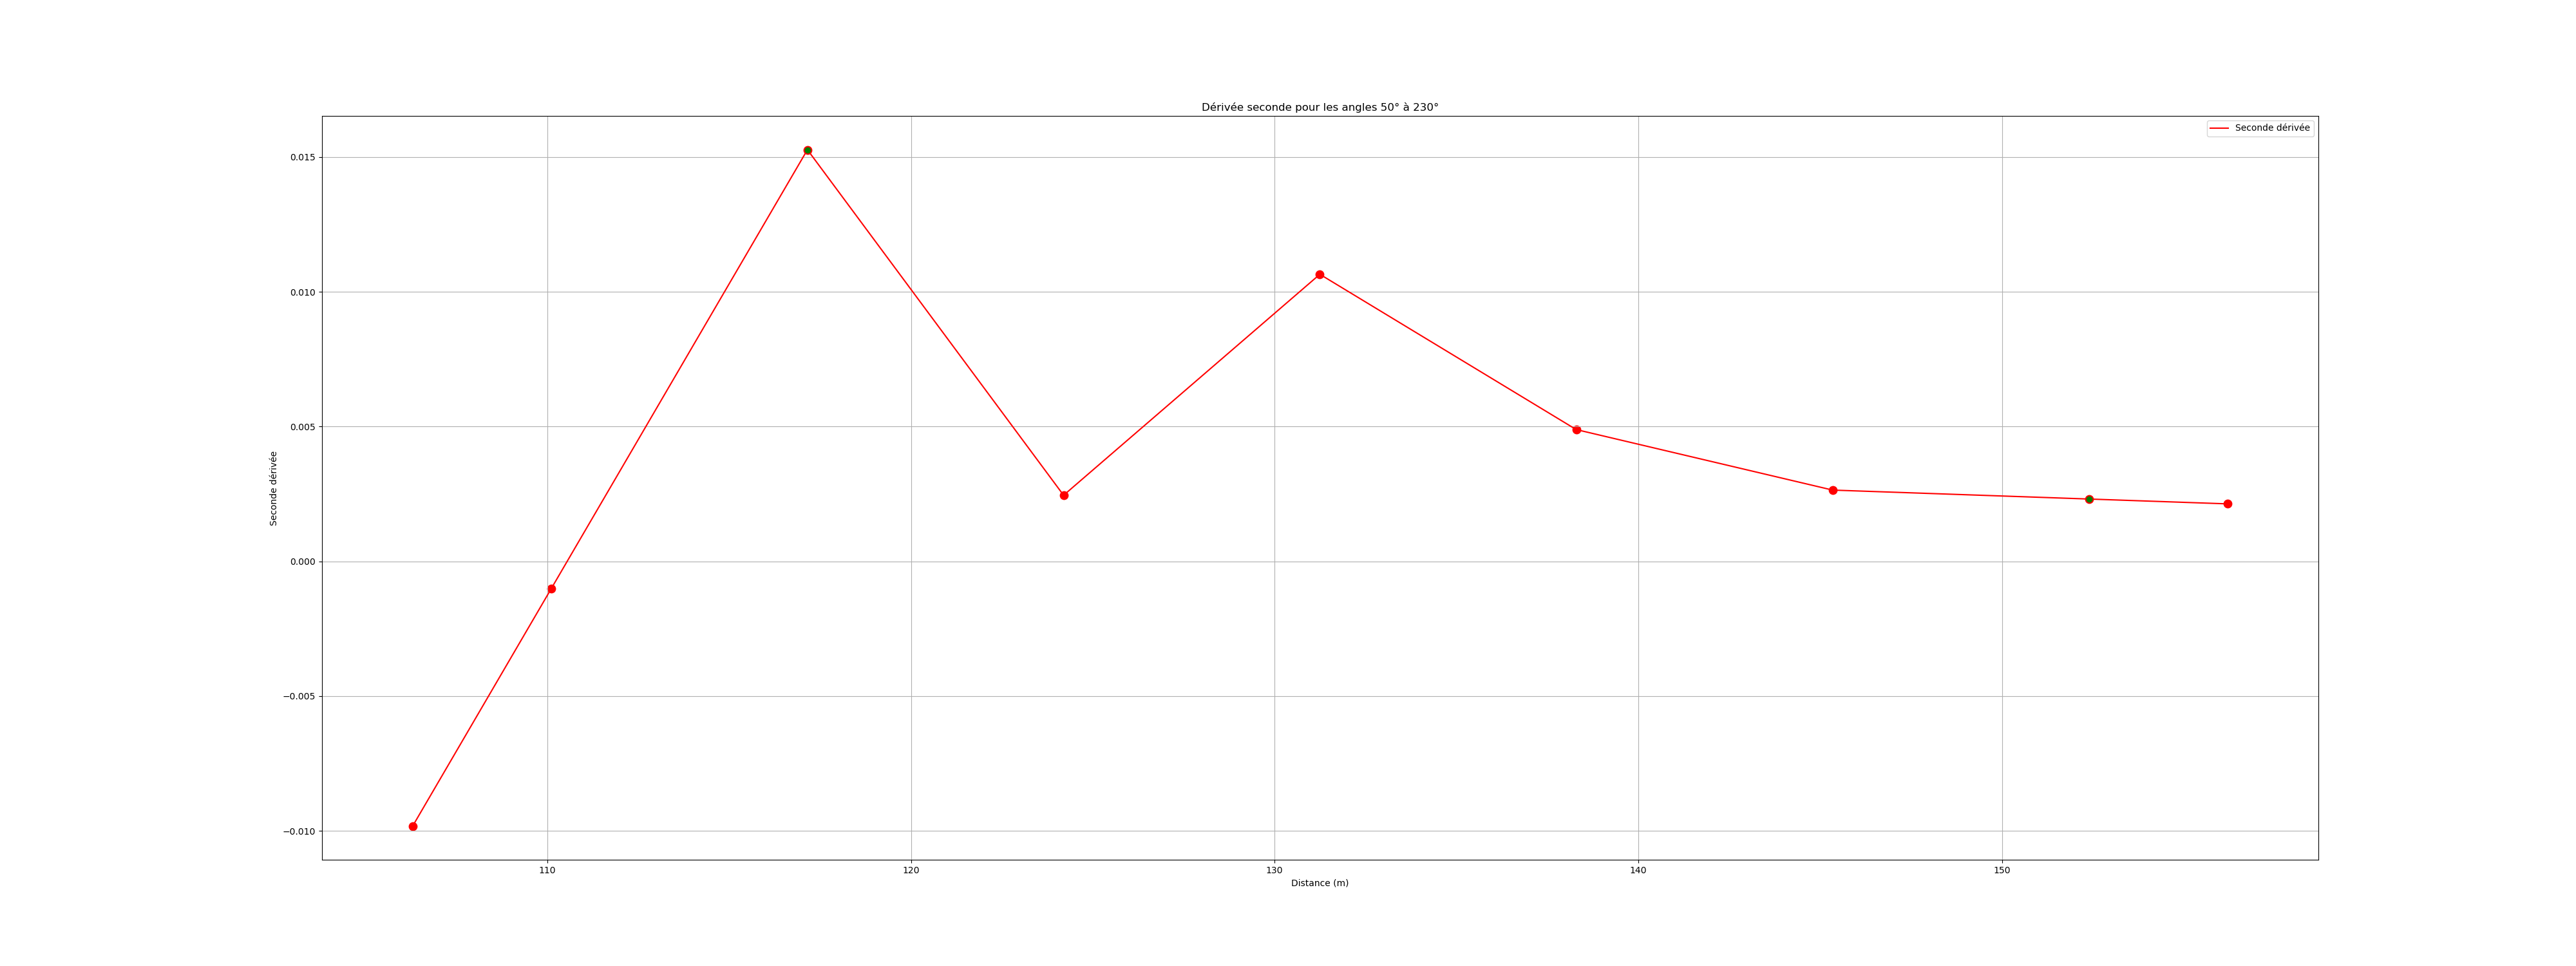 Dérivée seconde pour les angles 50° à 230°
Seconde dérivée
0.015
0.010
0.005
0.000
−0.005
−0.010
Seconde dérivée
110
120
130
140
150
Distance (m)